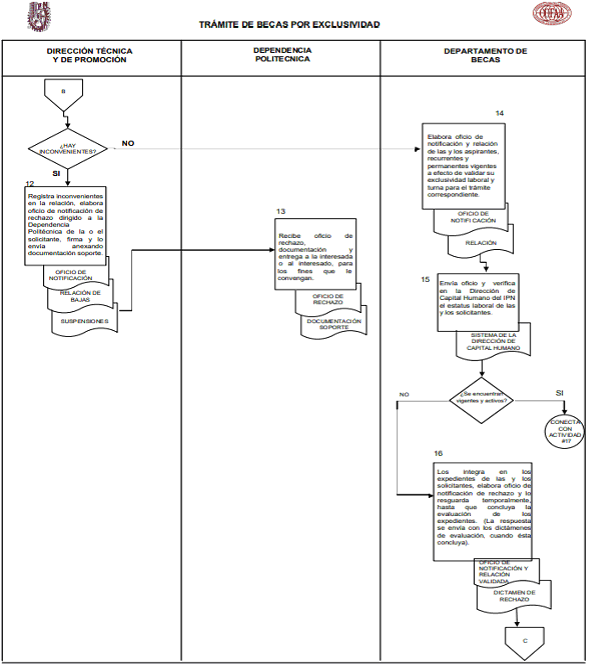 TRÁMITE DE BECAS POR EXCLUSIVIDAD
COFAA
DIRECCIÓN TÉCNICA
Y DE PROMOCIÓN
DEPENDENCIA
POLITECNICA
DEPARTAMENTO DE
BECAS
B
¿HAY
INCONVENIENTES?
NO
SI
12
Registra inconvenientes
en la relación, elabora
oficio de notificación de
rechazo dirigido a la
Dependencia
Politécnica de la o el
solicitante, firma y lo
envía anexando
documentación soporte.
OFICIO DE
NOTIFICACIÓN
RELACIÓN DE
BAJAS
SUSPENSIONES
13
Recibe oficio de
rechazo,
documentación y
entrega a la interesada
o al interesado, para
los fines que le
convengan.
OFICIO DE
RECHAZO
DOCUMENTACIÓN
SOPORTE
14
Elabora oficio de
notificación y relación
de las y los aspirantes,
recurrentes y
permanentes vigentes
a efecto de validar su
exclusividad laboral y
turna para el trámite
correspondiente.
OFICIO DE
NOTIFICACIÓN
RELACIÓN
15
Envía oficio y verifica
en la Dirección de
Capital Humano del IPN
el estatus laboral de las
y los solicitantes.
SISTEMA DE LA
DIRECCIÓN DE
CAPITAL HUMANO
¿Se encuentran
vigentes y activos?
NO
SI
CONECTA
CON
ACTIVIDAD
#17
16
Los integra en los
expedientes de las y los
solicitantes, elabora oficio de
notificación de rechazo y lo
resguarda temporalmente,
hasta que concluya la
evaluación de los
expedientes. (La respuesta
se envía con los dictámenes
de evaluación, cuando ésta
concluya).
OFICIO DE
NOTIFICACIÓN Y
RELACIÓN
VALIDADA
DICTAMEN DE
RECHAZO
C